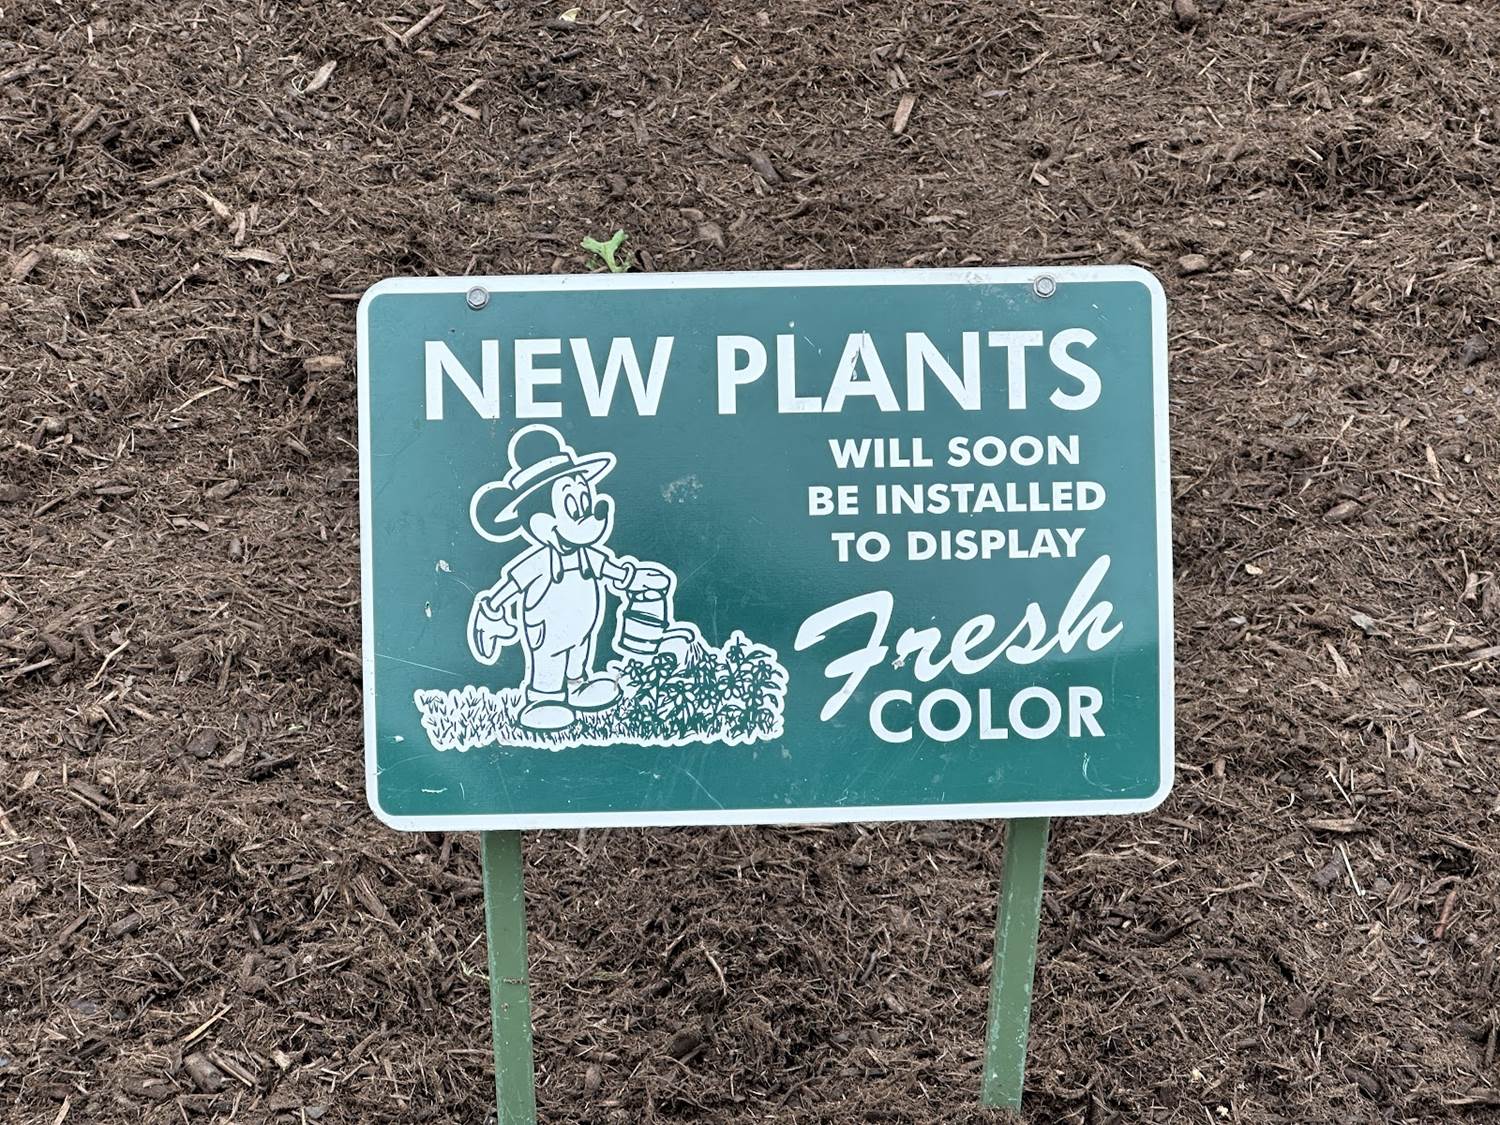 NEW PLANTS
WILL SOON
BE INSTALLED
TO DISPLAY
Fresh
COLOR